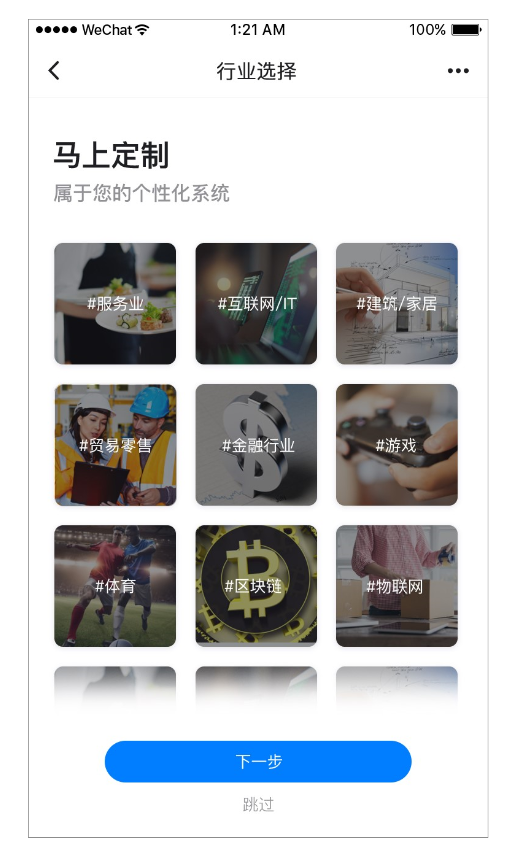 WeChat
1:21 AM
100%
行业选择
马上定制
属于您的个性化系统
#服务业
#互联网/IT
#建筑/家居
#贸易零售
#金融行业
#游戏
#体育
#区块链
#物联网
下一步
跳过